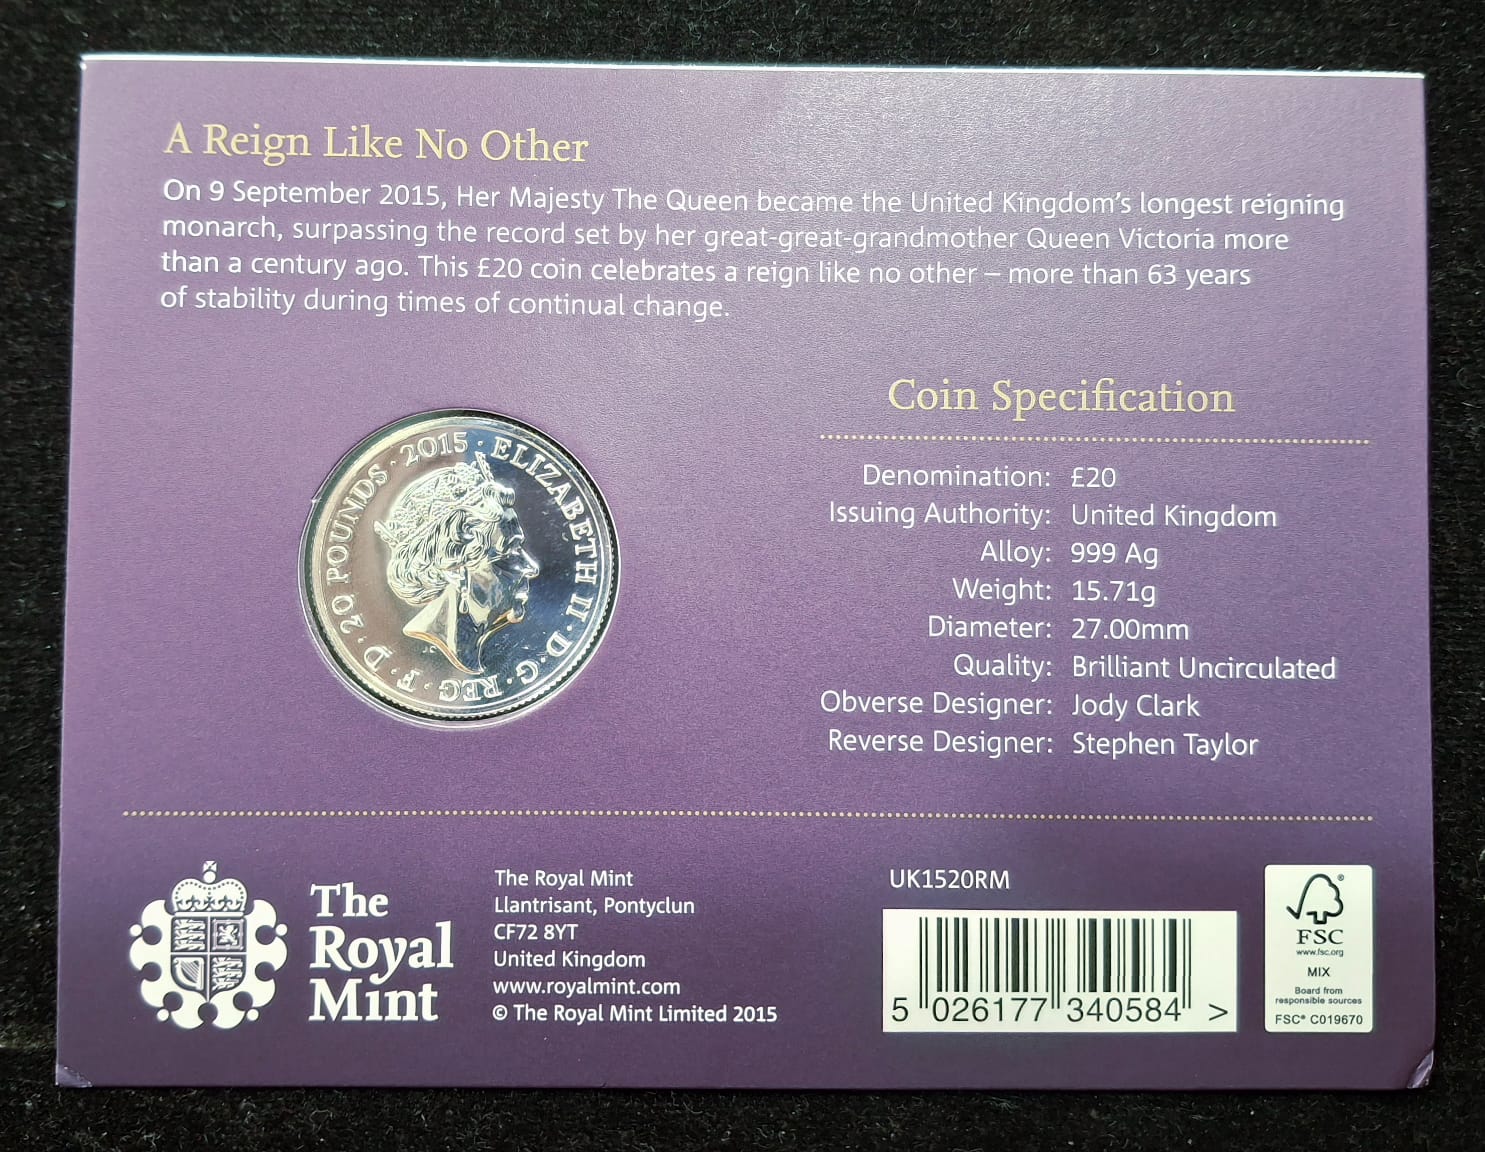 A Reign Like No Other
On 9 September 2015, Her Majesty The Queen became the United Kingdom's longest reigning
monarch, surpassing the record set by her great-great-grandmother Queen Victoria more
than a century ago. This £20 coin celebrates a reign like no other – more than 63 years
of stability during times of continual change.
ELIZABETH II · D · G · REG · F · D · 20 POUNDS · 2015 ·
JC
Coin Specification
Denomination: £20
Issuing Authority: United Kingdom
Alloy: 999 Ag
Weight: 15.71g
Diameter: 27.00mm
Quality: Brilliant Uncirculated
Obverse Designer: Jody Clark
Reverse Designer: Stephen Taylor
The
Royal
Mint
The Royal Mint
Llantrisant, Pontyclun
CF72 8YT
United Kingdom
www.royalmint.com
© The Royal Mint Limited 2015
UK1520RM
5 026177 340584 >
FSC
www.fsc.org
MIX
Board from
responsible sources
FSC® C019670